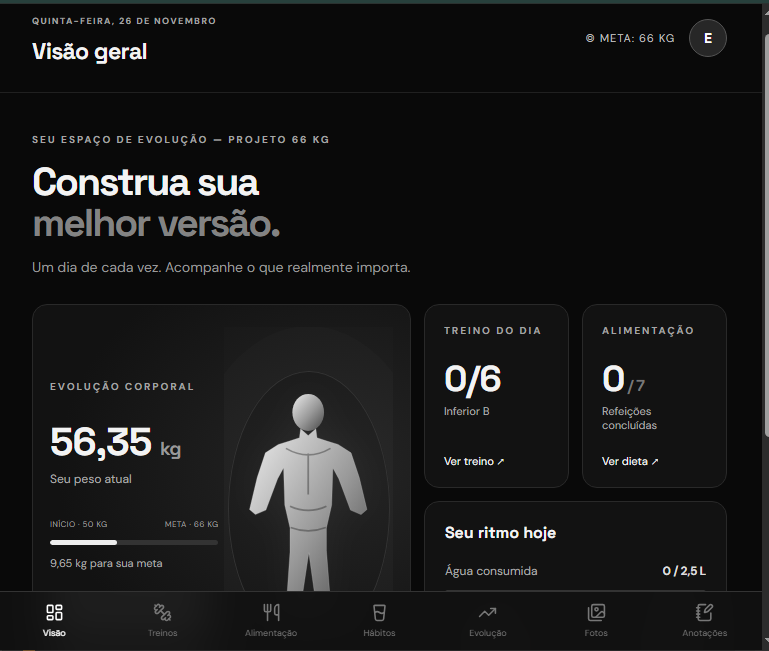 QUINTA-FEIRA, 26 DE NOVEMBRO
Visão geral
META: 66 KG
E
SEU ESPAÇO DE EVOLUÇÃO — PROJETO 66 KG
Construa sua
melhor versão.
Um dia de cada vez. Acompanhe o que realmente importa.
EVOLUÇÃO CORPORAL
56,35 kg
Seu peso atual
INÍCIO · 50 KG
META · 66 KG
9,65 kg para sua meta
TREINO DO DIA
0/6
Inferior B
Ver treino ↗
ALIMENTAÇÃO
0/7
Refeições
concluídas
Ver dieta ↗
Seu ritmo hoje
Água consumida
0 / 2,5 L
Visão
Treinos
Alimentação
Hábitos
Evolução
Fotos
Anotações